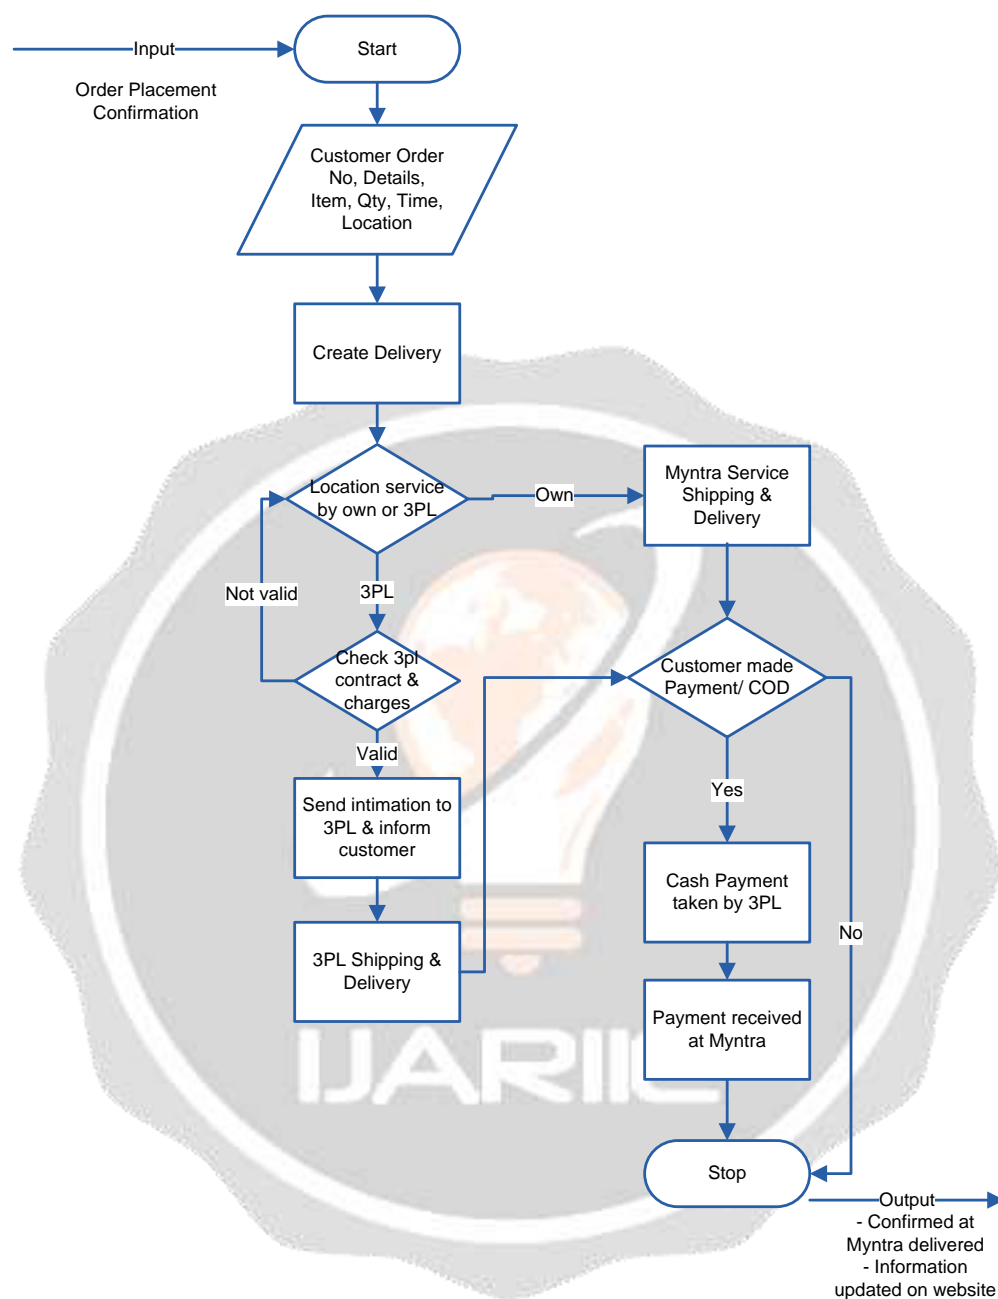 Input
Start
Order Placement
Confirmation
Customer Order
No, Details,
Item, Qty, Time,
Location
Create Delivery
Location service
by own or 3PL
Own
Myntra Service
Shipping &
Delivery
Not valid
3PL
Check 3pl
contract &
charges
Customer made
Payment/ COD
Valid
Yes
Send intimation to
3PL & inform
customer
Cash Payment
taken by 3PL
No
3PL Shipping &
Delivery
Payment received
at Myntra
IJARIIE
Stop
Output
- Confirmed at
Myntra delivered
- Information
updated on website